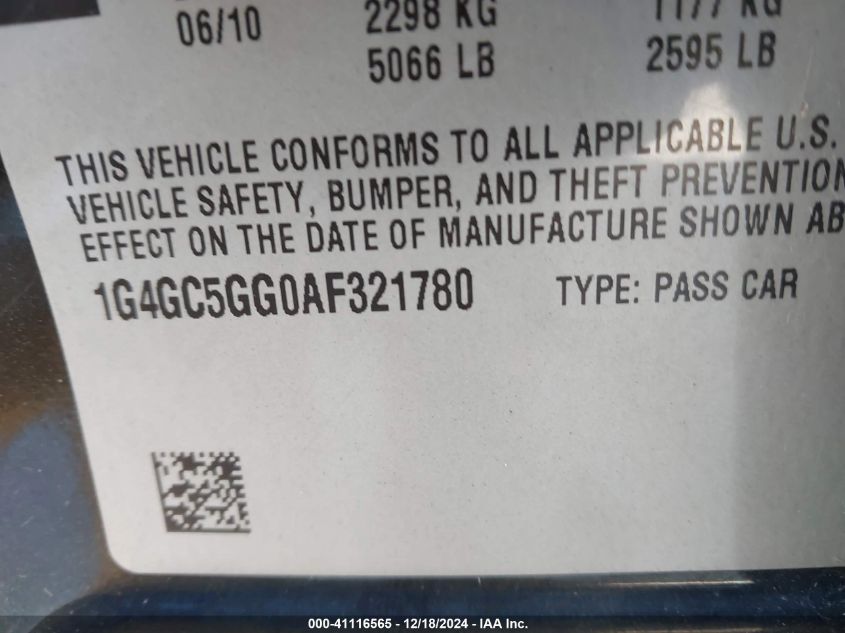 06/10 2298 KG 1177 KG
5066 LB 2595 LB
THIS VEHICLE CONFORMS TO ALL APPLICABLE U.S.
VEHICLE SAFETY, BUMPER, AND THEFT PREVENTION
EFFECT ON THE DATE OF MANUFACTURE SHOWN AB
1G4GC5GG0AF321780 TYPE: PASS CAR
000-41116565 - 12/18/2024 - IAA Inc.